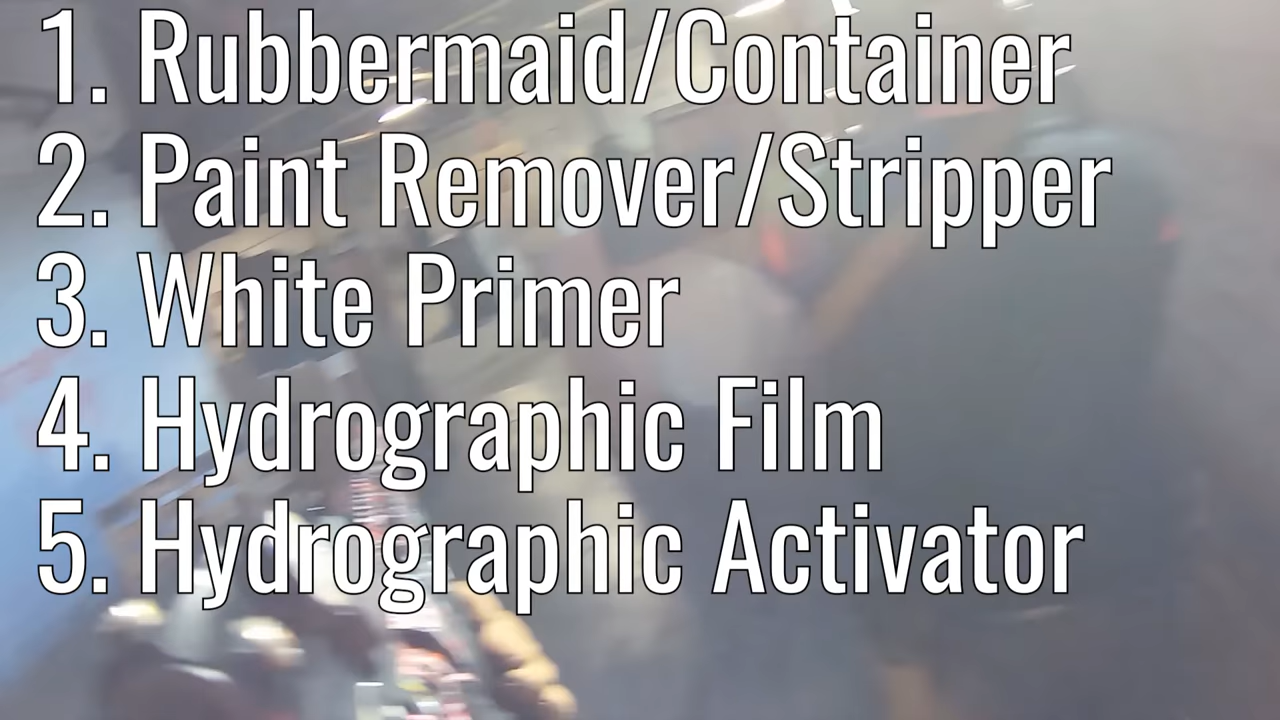 1. Rubbermaid/Container
2. Paint Remover/Stripper
3. White Primer
4. Hydrographic Film
5. Hydrographic Activator